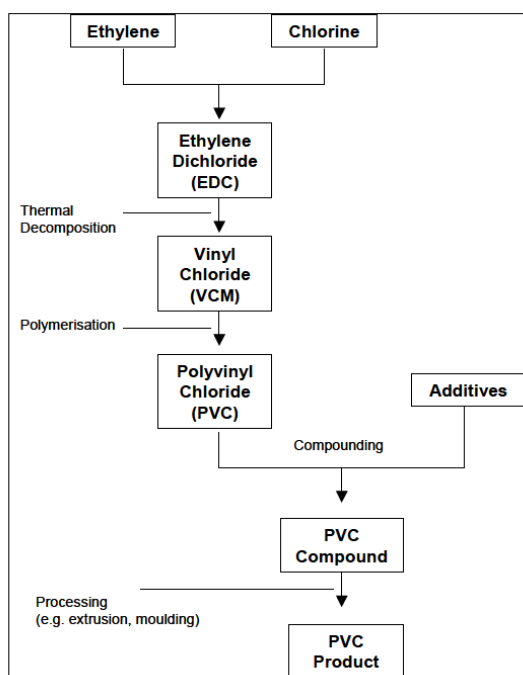 Ethylene
Chlorine
Ethylene
Dichloride
(EDC)
Thermal
Decomposition
Vinyl
Chloride
(VCM)
Polymerisation
Polyvinyl
Chloride
(PVC)
Additives
Compounding
PVC
Compound
Processing
(e.g. extrusion, moulding)
PVC
Product